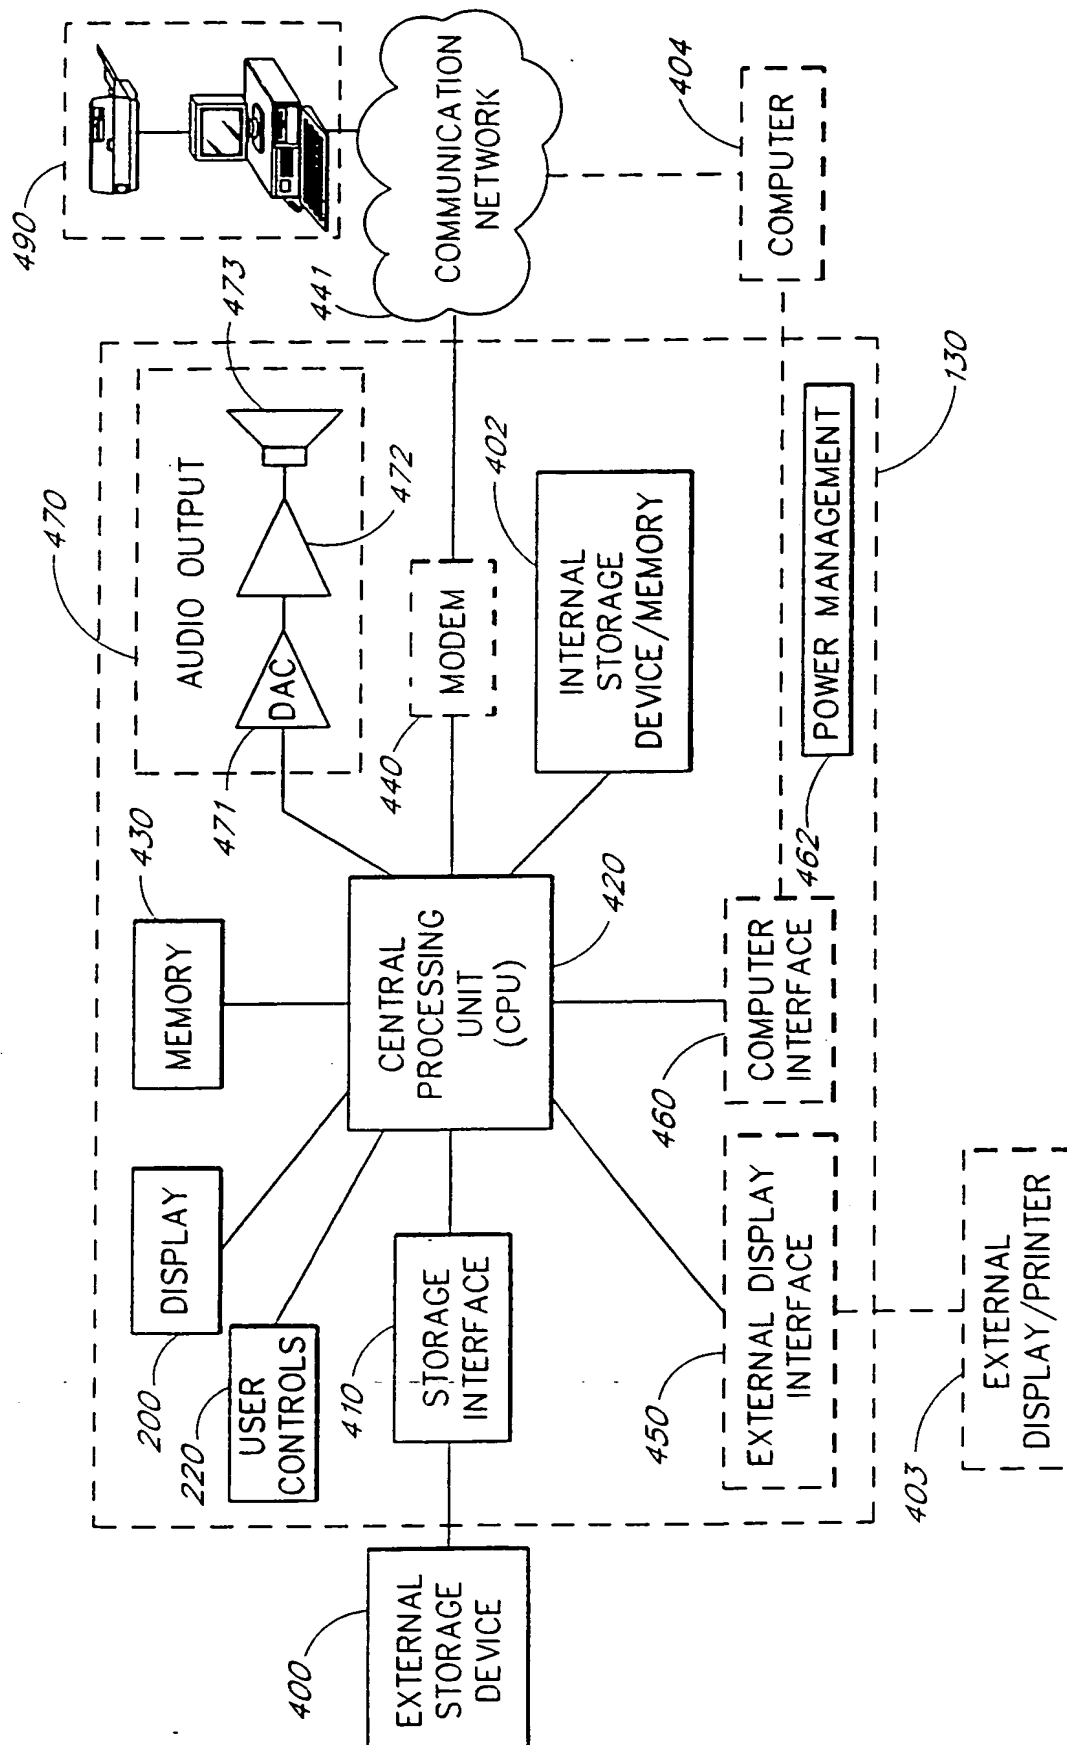 400
EXTERNAL
STORAGE
DEVICE
200
DISPLAY
220
USER
CONTROLS
410
STORAGE
INTERFACE
450
EXTERNAL DISPLAY
INTERFACE
403
EXTERNAL
DISPLAY/PRINTER
430
MEMORY
CENTRAL
PROCESSING
UNIT
(CPU)
420
460
COMPUTER
INTERFACE
462
POWER MANAGEMENT
470
AUDIO OUTPUT
471
DAC
472
473
440
MODEM
402
INTERNAL
STORAGE
DEVICE/MEMORY
130
490
441
COMMUNICATION
NETWORK
404
COMPUTER